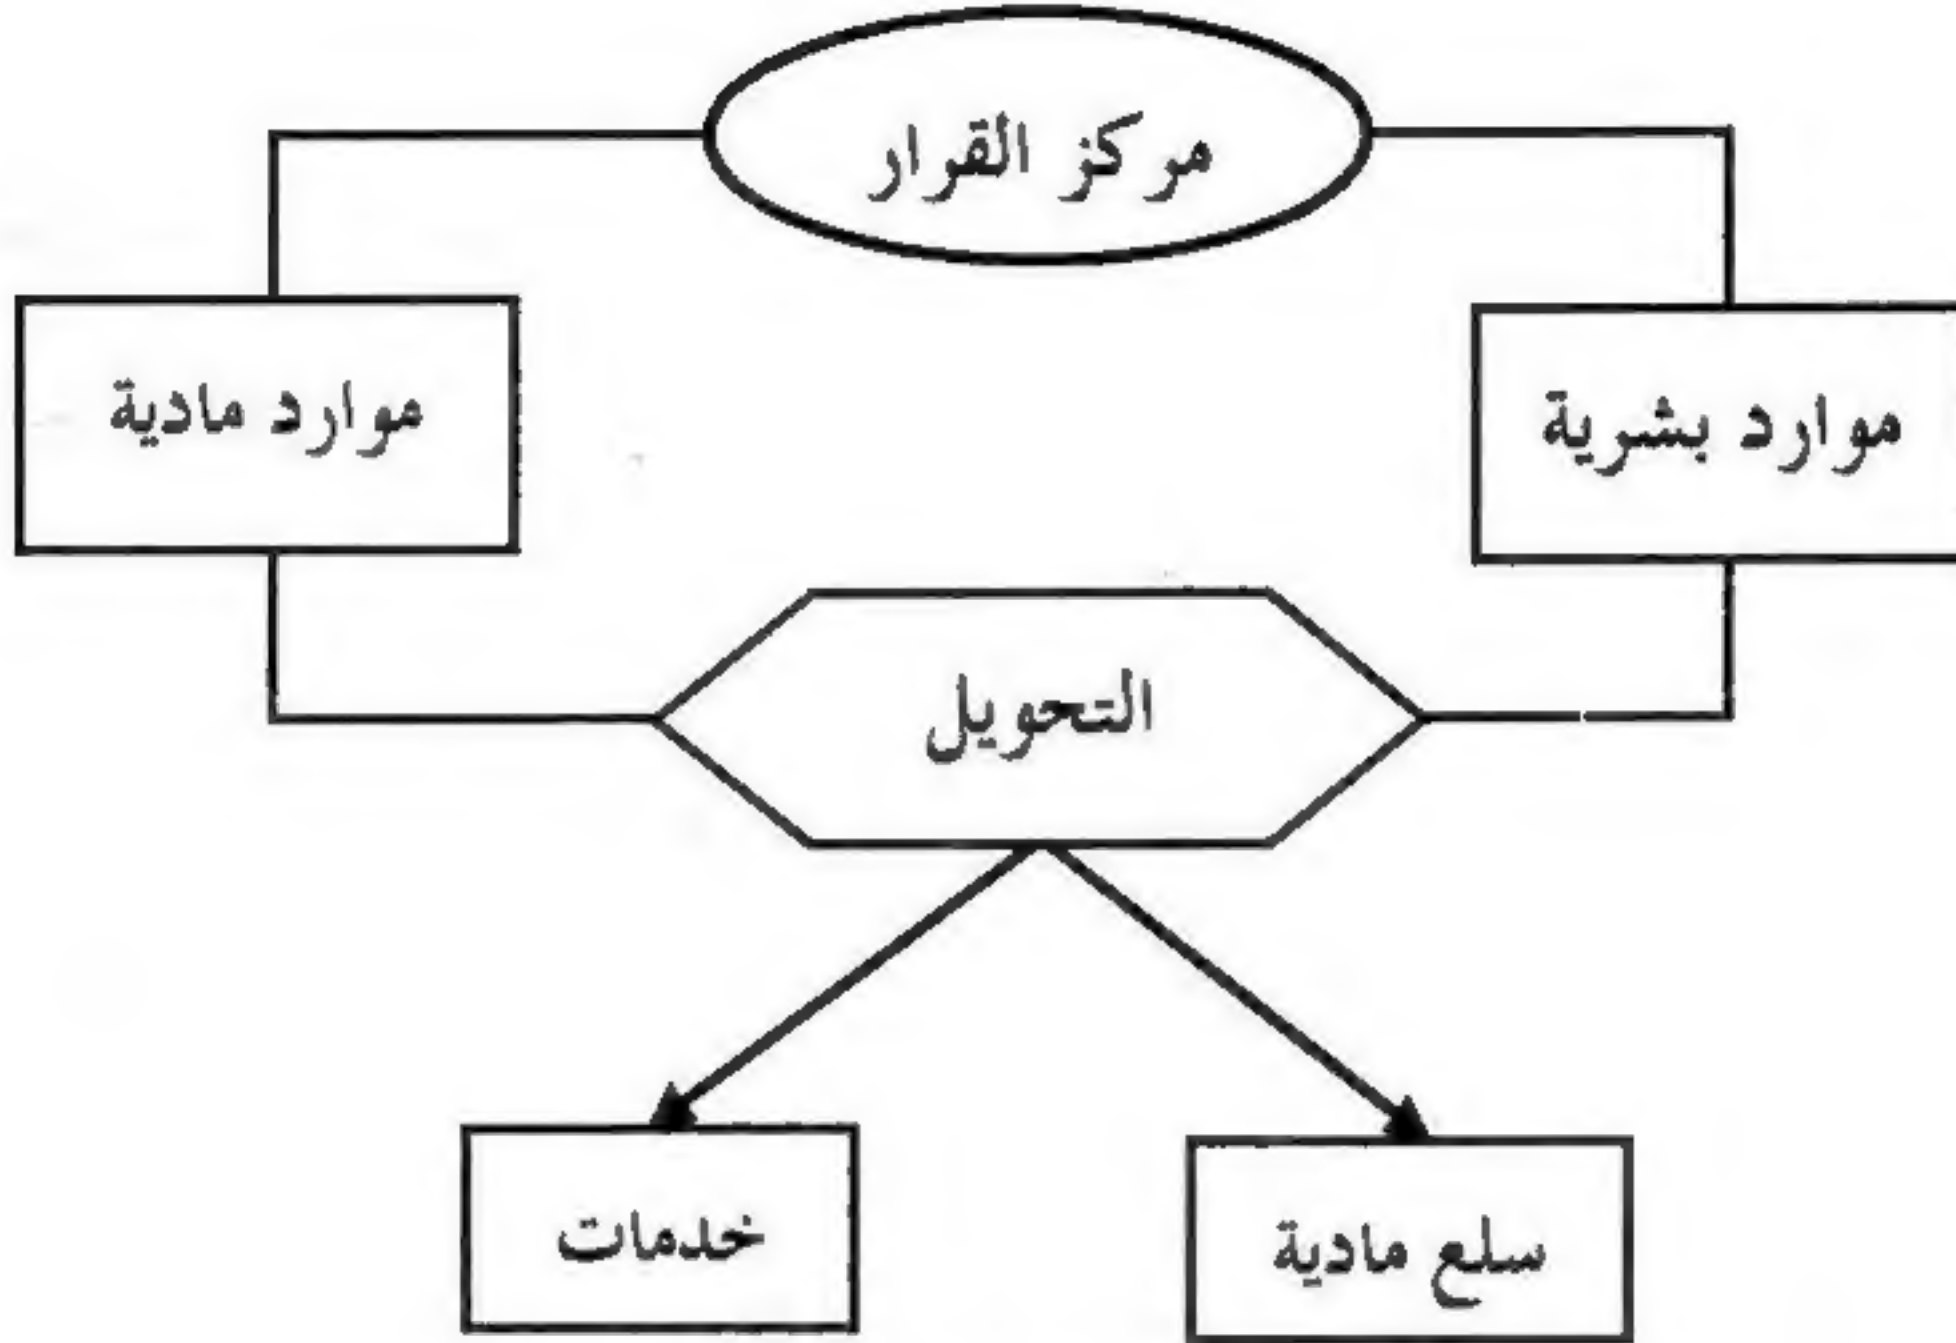 مركز القرار
موارد بشرية
موارد مادية
التحويل
سلع مادية
خدمات